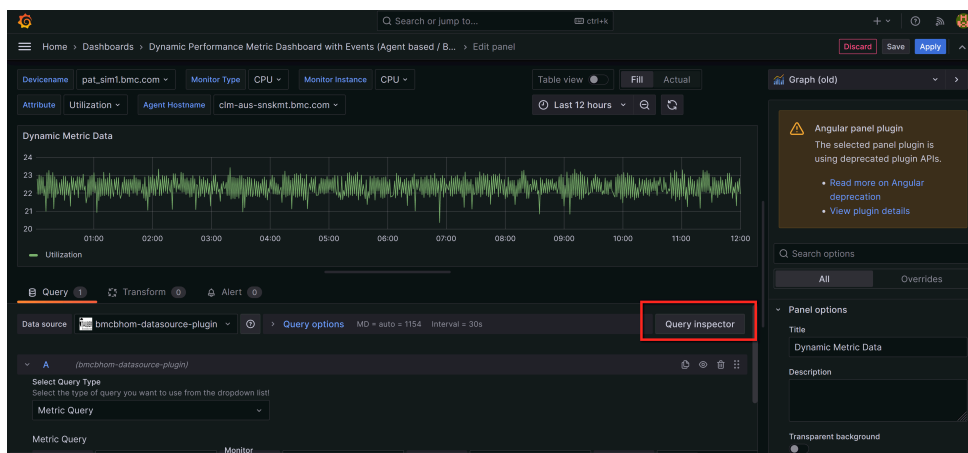 Search or jump to... ctrl+k
Home > Dashboards > Dynamic Performance Metric Dashboard with Events (Agent based / B... > Edit panel
Discard Save Apply
Devicename pat_sim1.bmc.com Monitor Type CPU Monitor Instance CPU
Table view Fill Actual
Attribute Utilization Agent Hostname clm-aus-snskmt.bmc.com
Last 12 hours
Dynamic Metric Data
24
23
22
21
20
01:00 02:00 03:00 04:00 05:00 06:00 07:00 08:00 09:00 10:00 11:00 12:00
Utilization
Query 1 Transform 0 Alert 0
Data source bmcbhom-datasource-plugin > Query options MD = auto = 1154 Interval = 30s Query inspector
A (bmcbhom-datasource-plugin)
Select Query Type
Select the type of query you want to use from the dropdown list!
Metric Query
Metric Query
Monitor
Graph (old)
Angular panel plugin
The selected panel plugin is
using deprecated plugin APIs.
• Read more on Angular
deprecation
• View plugin details
Search options
All Overrides
Panel options
Title
Dynamic Metric Data
Description
Transparent background